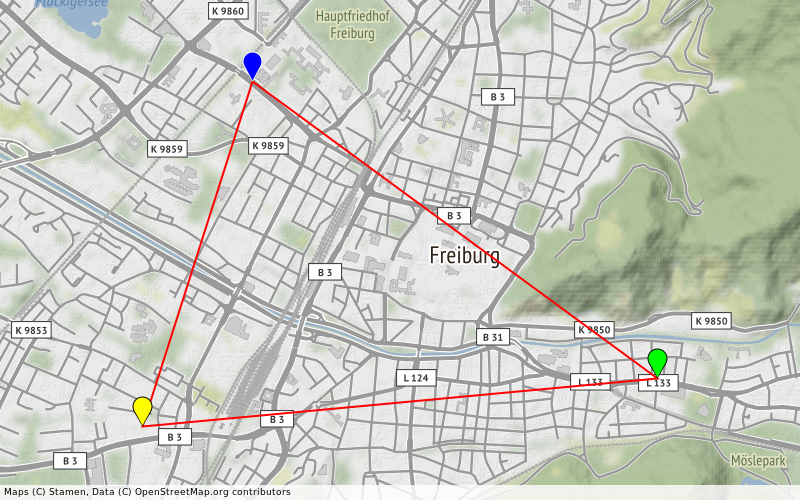 Flückigersee
K 9860
Hauptfriedhof
Freiburg
B 3
K 9859
K 9859
B 3
Freiburg
B 3
K 9853
B 31
K 9850
K 9850
L 124
L 133
L 133
B 3
B 3
B 3
Möslepark
Maps (C) Stamen, Data (C) OpenStreetMap.org contributors